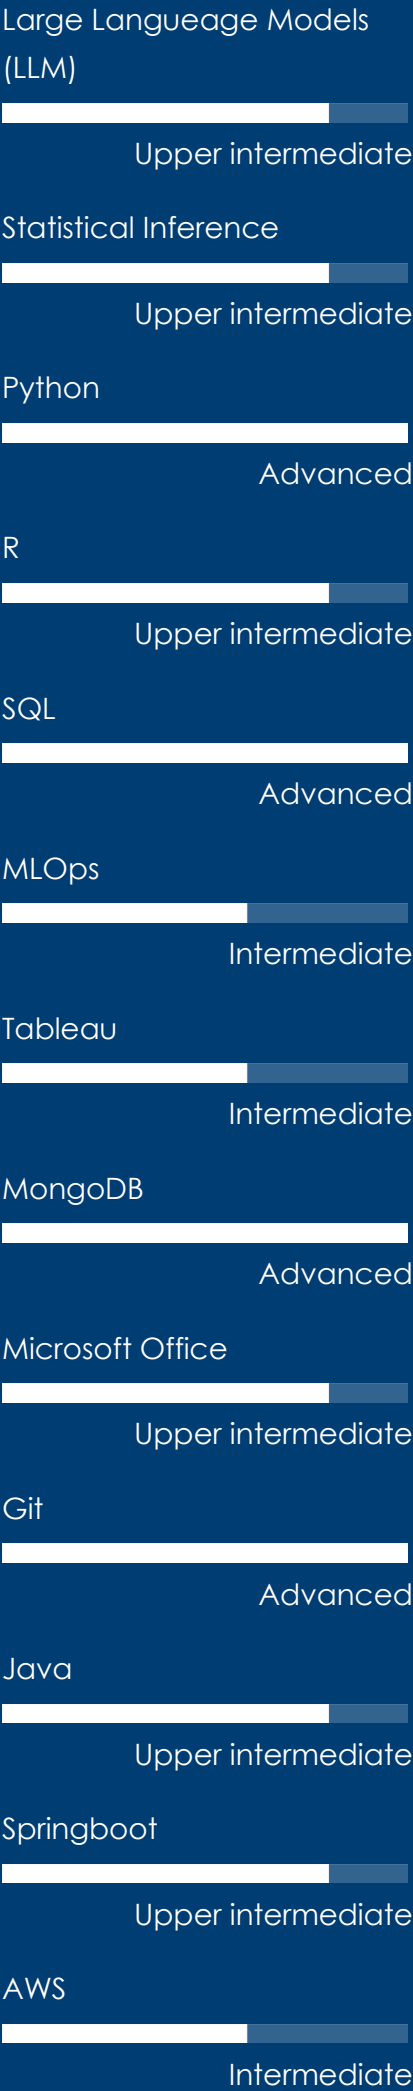 Large Langueage Models
(LLM)
Upper intermediate
Statistical Inference
Upper intermediate
Python
Advanced
R
Upper intermediate
SQL
Advanced
MLOps
Intermediate
Tableau
Intermediate
MongoDB
Advanced
Microsoft Office
Upper intermediate
Git
Advanced
Java
Upper intermediate
Springboot
Upper intermediate
AWS
Intermediate